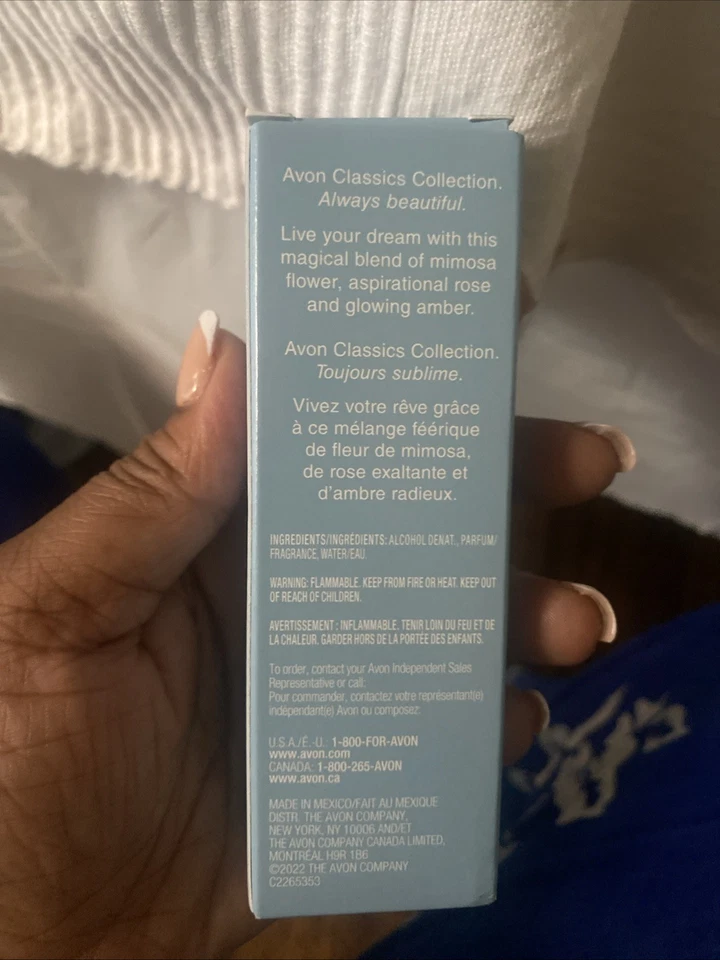 Avon Classics Collection.
Always beautiful.
Live your dream with this
magical blend of mimosa
flower, aspirational rose
and glowing amber.
Avon Classics Collection.
Toujours sublime.
Vivez votre rêve grâce
à ce mélange féérique
de fleur de mimosa,
de rose exaltante et
d'ambre radieux.
INGREDIENTS/INGRÉDIENTS: ALCOHOL DENAT., PARFUM/
FRAGRANCE, WATER/EAU.
WARNING: FLAMMABLE. KEEP FROM FIRE OR HEAT. KEEP OUT
OF REACH OF CHILDREN.
AVERTISSEMENT : INFLAMMABLE. TENIR LOIN DU FEU ET DE
LA CHALEUR. GARDER HORS DE LA PORTÉE DES ENFANTS.
To order, contact your Avon Independent Sales
Representative or call:
Pour commander, contactez votre représentant(e)
indépendant(e) Avon ou composez:
U.S.A./É.-U.: 1-800-FOR-AVON
www.avon.com
CANADA: 1-800-265-AVON
www.avon.ca
MADE IN MEXICO/FAIT AU MEXIQUE
DISTR. THE AVON COMPANY,
NEW YORK, NY 10006 AND/ET
THE AVON COMPANY CANADA LIMITED,
MONTRÉAL H9R 1B6
©2022 THE AVON COMPANY
C2265353